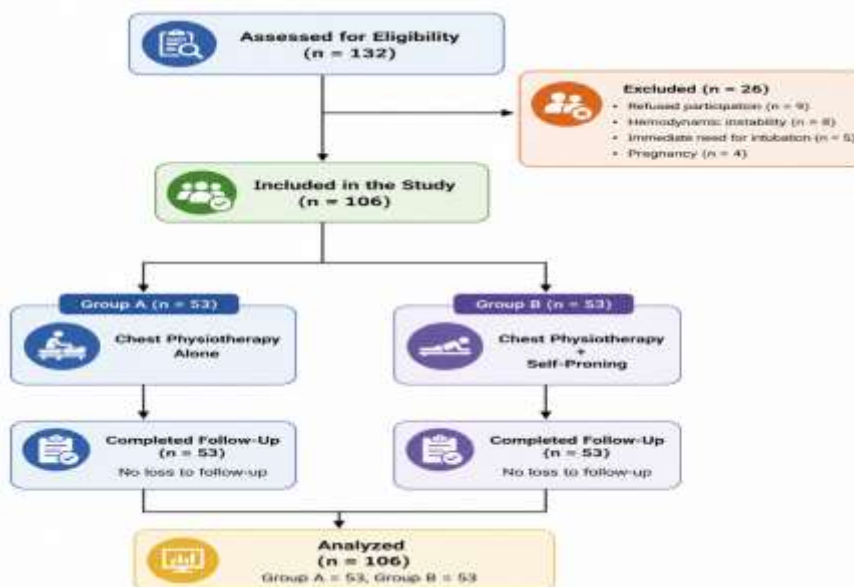 Assessed for Eligibility
(n = 132)
Excluded (n = 26)
• Refused participation (n = 9)
• Hemodynamic instability (n = 8)
• Immediate need for intubation (n = 5)
• Pregnancy (n = 4)
Included in the Study
(n = 106)
Group A (n = 53)
Chest Physiotherapy
Alone
Group B (n = 53)
Chest Physiotherapy
+
Self-Proning
Completed Follow-Up
(n = 53)
No loss to follow-up
Completed Follow-Up
(n = 53)
No loss to follow-up
Analyzed
(n = 106)
Group A = 53, Group B = 53